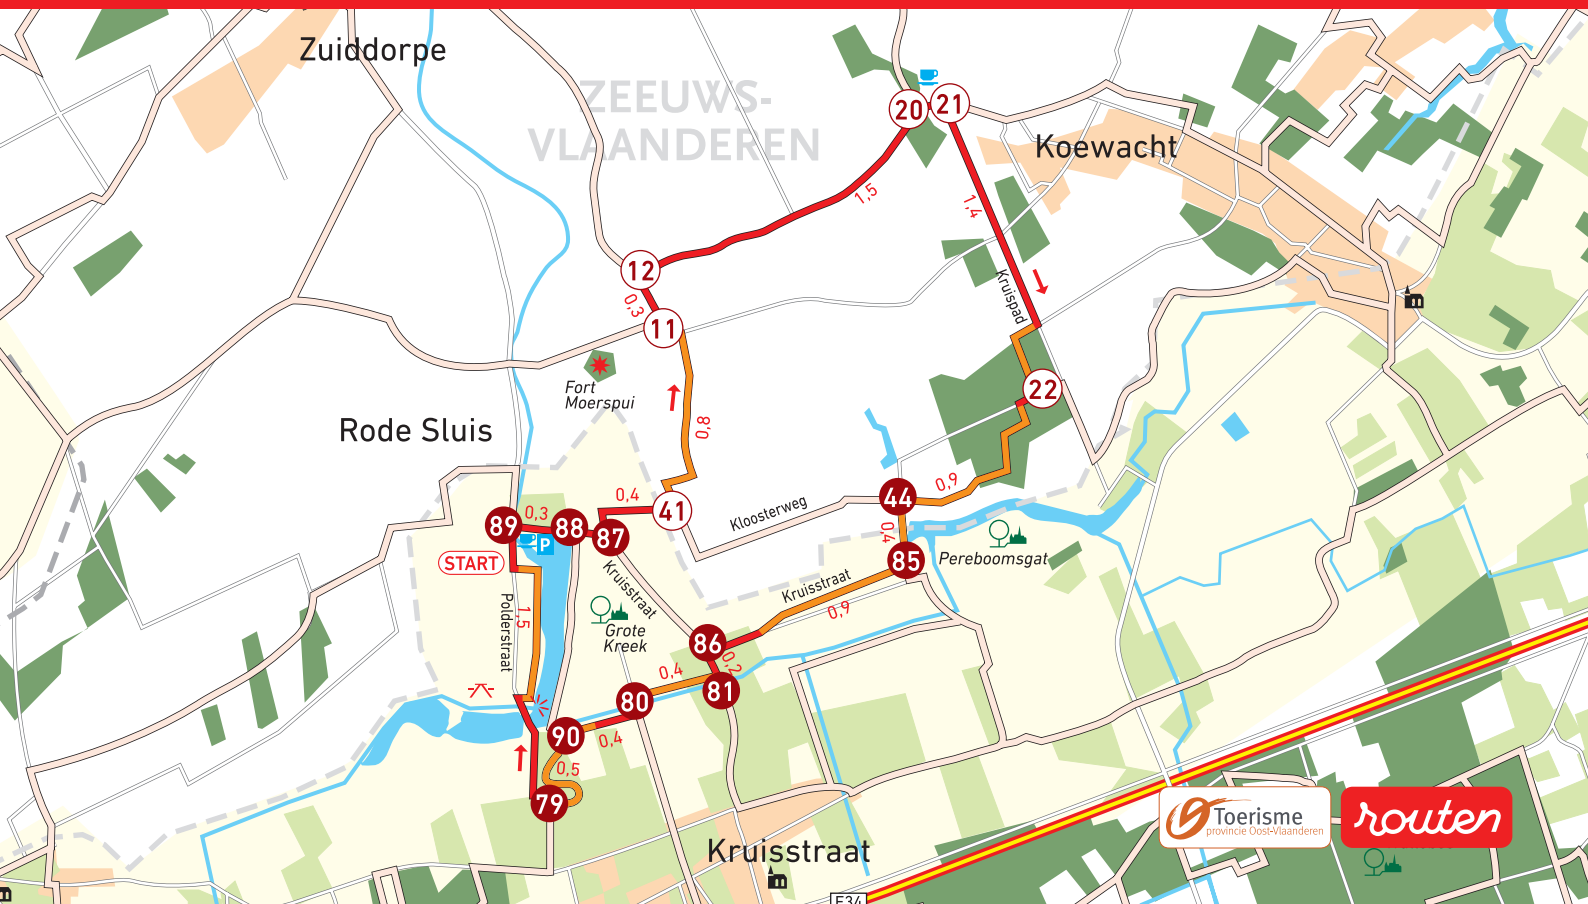 Zuiddorpe
ZEEUWS-
VLAANDEREN
20
21
Koewacht
1,5
1,4
12
Kruispad
0,3
11
Fort
Moerspui
22
0,8
Rode Sluis
0,9
0,4
44
41
Kloosterweg
89
0,3
88
87
P
0,4
85
Pereboomsgat
START
Kruisstraat
Kruisstraat
0,9
Polderstraat
1,5
Grote
Kreek
86
0,2
0,4
81
80
90
0,4
0,5
79
Toerisme
provincie Oost-Vlaanderen
routen
Kruisstraat
E34